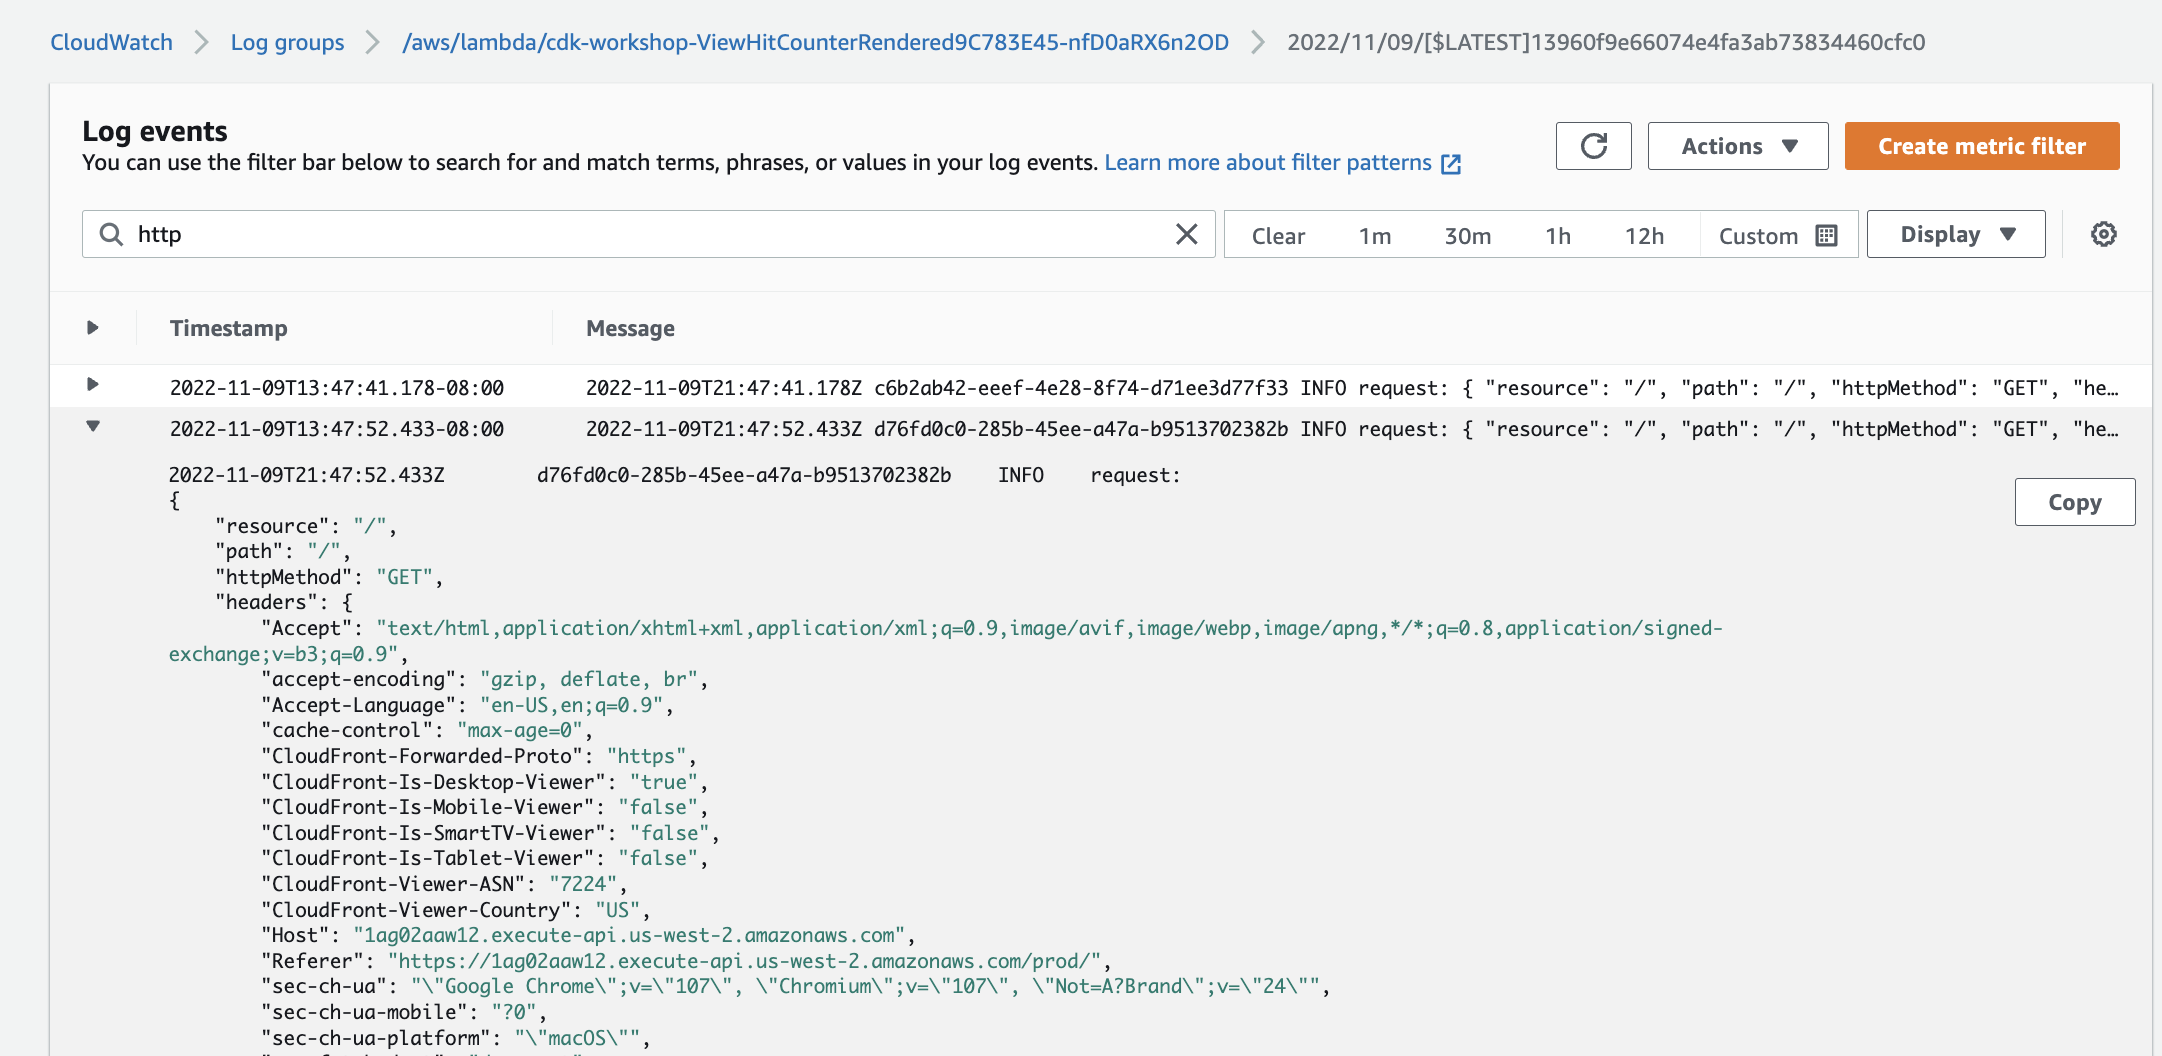 CloudWatch > Log groups > /aws/lambda/cdk-workshop-ViewHitCounterRendered9C783E45-nfD0aRX6n2OD > 2022/11/09/[$LATEST]13960f9e66074e4fa3ab73834460cfc0
Log events
You can use the filter bar below to search for and match terms, phrases, or values in your log events. Learn more about filter patterns
Actions
Create metric filter
http
Clear 1m 30m 1h 12h Custom
Display
Timestamp Message
2022-11-09T13:47:41.178-08:00 2022-11-09T21:47:41.178Z c6b2ab42-eeef-4e28-8f74-d71ee3d77f33 INFO request: { "resource": "/", "path": "/", "httpMethod": "GET", "he…
2022-11-09T13:47:52.433-08:00 2022-11-09T21:47:52.433Z d76fd0c0-285b-45ee-a47a-b9513702382b INFO request: { "resource": "/", "path": "/", "httpMethod": "GET", "he…
2022-11-09T21:47:52.433Z d76fd0c0-285b-45ee-a47a-b9513702382b INFO request:
Copy
{
"resource": "/",
"path": "/",
"httpMethod": "GET",
"headers": {
"Accept": "text/html,application/xhtml+xml,application/xml;q=0.9,image/avif,image/webp,image/apng,*/*;q=0.8,application/signed-
exchange;v=b3;q=0.9",
"accept-encoding": "gzip, deflate, br",
"Accept-Language": "en-US,en;q=0.9",
"cache-control": "max-age=0",
"CloudFront-Forwarded-Proto": "https",
"CloudFront-Is-Desktop-Viewer": "true",
"CloudFront-Is-Mobile-Viewer": "false",
"CloudFront-Is-SmartTV-Viewer": "false",
"CloudFront-Is-Tablet-Viewer": "false",
"CloudFront-Viewer-ASN": "7224",
"CloudFront-Viewer-Country": "US",
"Host": "1ag02aaw12.execute-api.us-west-2.amazonaws.com",
"Referer": "https://1ag02aaw12.execute-api.us-west-2.amazonaws.com/prod/",
"sec-ch-ua": "\"Google Chrome\";v=\"107\", \"Chromium\";v=\"107\", \"Not=A?Brand\";v=\"24\"",
"sec-ch-ua-mobile": "?0",
"sec-ch-ua-platform": "\"macOS\"",